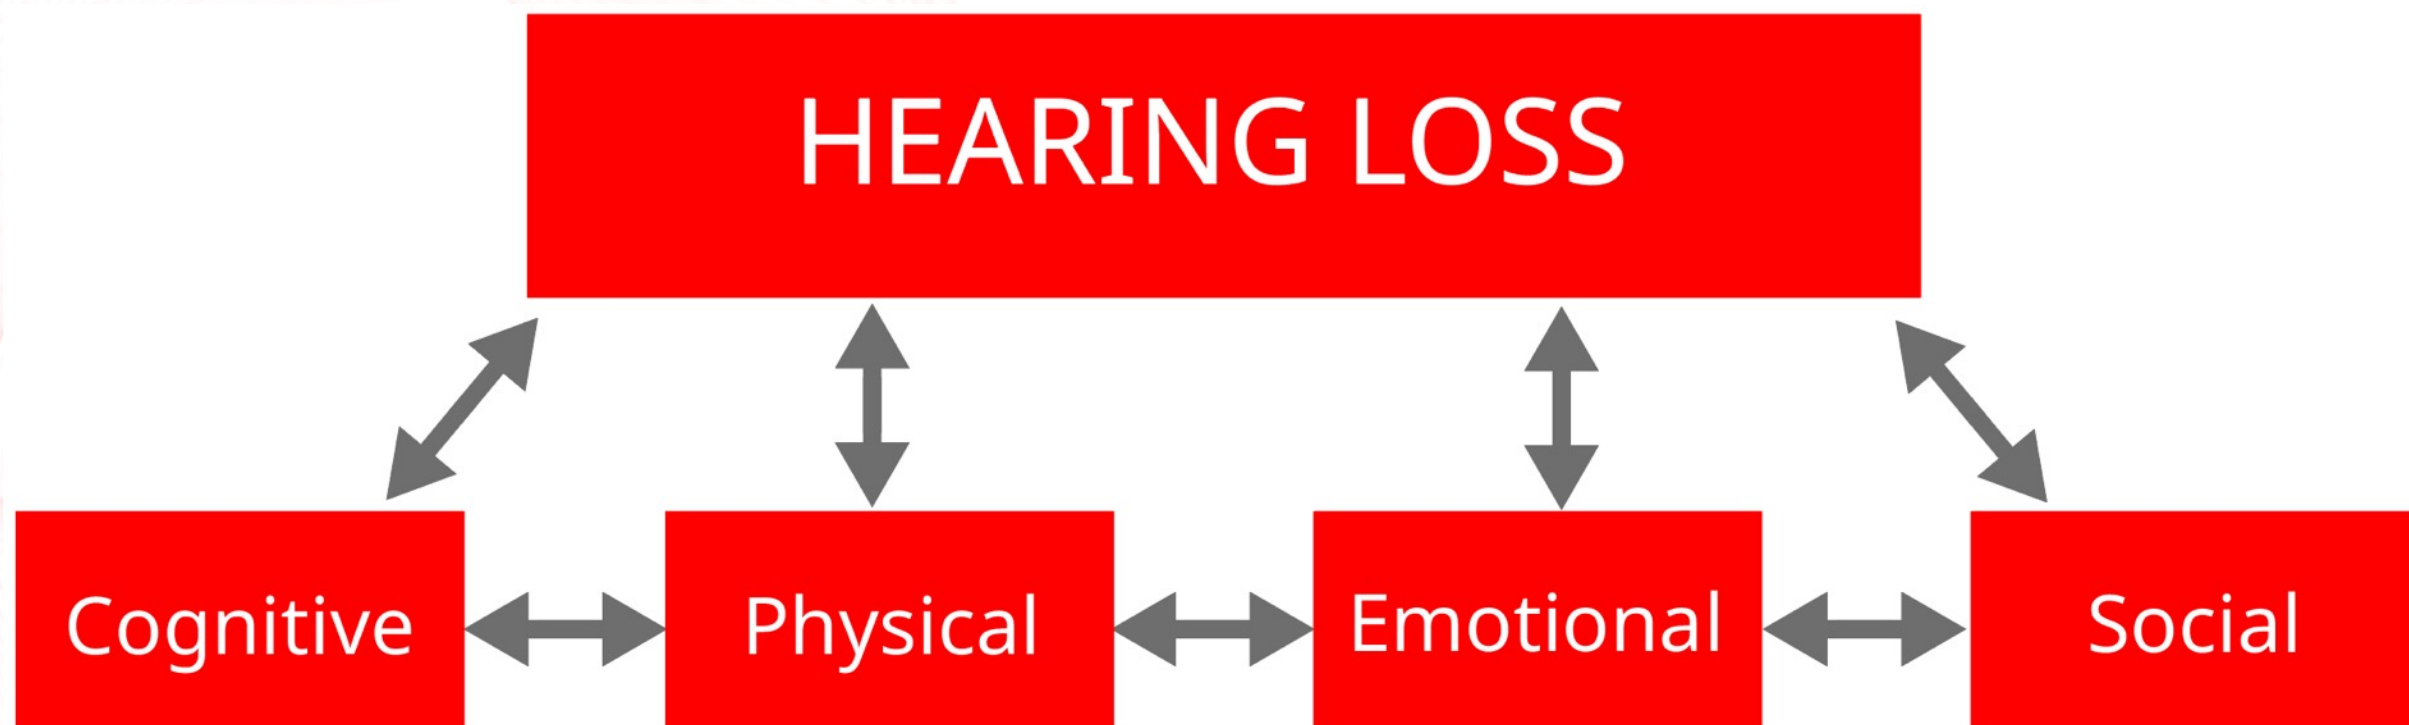 HEARING LOSS
Cognitive
Physical
Emotional
Social